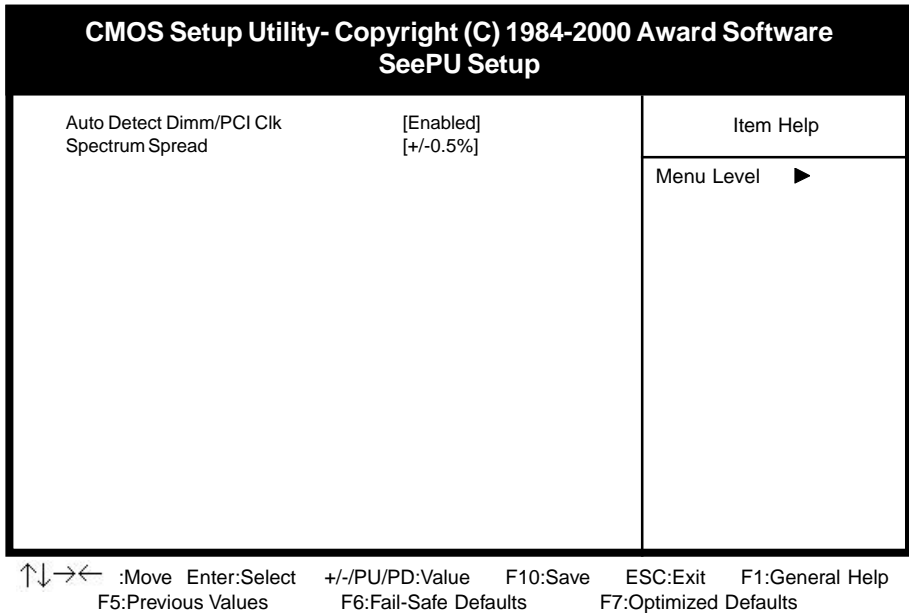 CMOS Setup Utility- Copyright (C) 1984-2000 Award Software
SeePU Setup
Auto Detect Dimm/PCI Clk [Enabled]
Spectrum Spread [+/-0.5%]
Item Help
Menu Level ▶
↑↓→← :Move Enter:Select +/-/PU/PD:Value F10:Save ESC:Exit F1:General Help
F5:Previous Values F6:Fail-Safe Defaults F7:Optimized Defaults